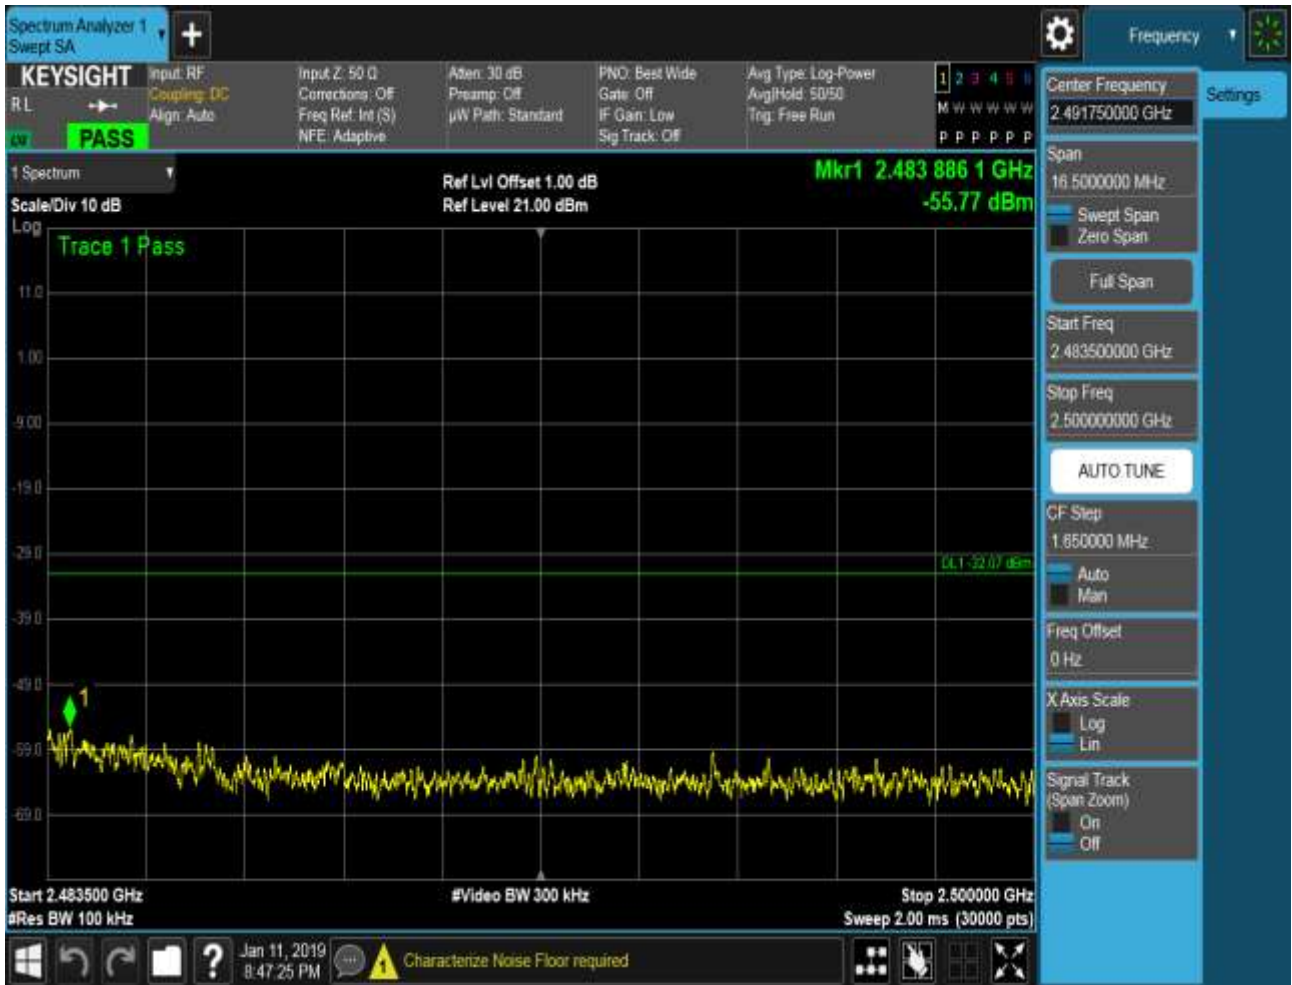 Spectrum Analyzer 1
Swept SA
+
Frequency
KEYSIGHT
RL
PASS
Input: RF
Coupling: DC
Align: Auto
Input Z: 50 Ω
Corrections: Off
Freq Ref: Int (S)
NFE: Adaptive
Atten: 30 dB
Preamp: Off
µW Path: Standard
PNO: Best Wide
Gate: Off
IF Gain: Low
Sig Track: Off
Avg Type: Log-Power
Avg|Hold: 50/50
Trig: Free Run
1 2 3 4 5 6
M W W W W W
P P P P P P
1 Spectrum
Scale/Div 10 dB
Log
Ref Lvl Offset 1.00 dB
Ref Level 21.00 dBm
Mkr1 2.483 886 1 GHz
-55.77 dBm
Trace 1 Pass
11.0
1.00
-9.00
-19.0
-29.0
DL1 -32.07 dBm
-39.0
-49.0
1
-59.0
-69.0
Start 2.483500 GHz
#Res BW 100 kHz
#Video BW 300 kHz
Stop 2.500000 GHz
Sweep 2.00 ms (30000 pts)
Center Frequency
2.491750000 GHz
Settings
Span
16.5000000 MHz
Swept Span
Zero Span
Full Span
Start Freq
2.483500000 GHz
Stop Freq
2.500000000 GHz
AUTO TUNE
CF Step
1.650000 MHz
Auto
Man
Freq Offset
0 Hz
X Axis Scale
Log
Lin
Signal Track
(Span Zoom)
On
Off
?
Jan 11, 2019
8:47:25 PM
1
Characterize Noise Floor required